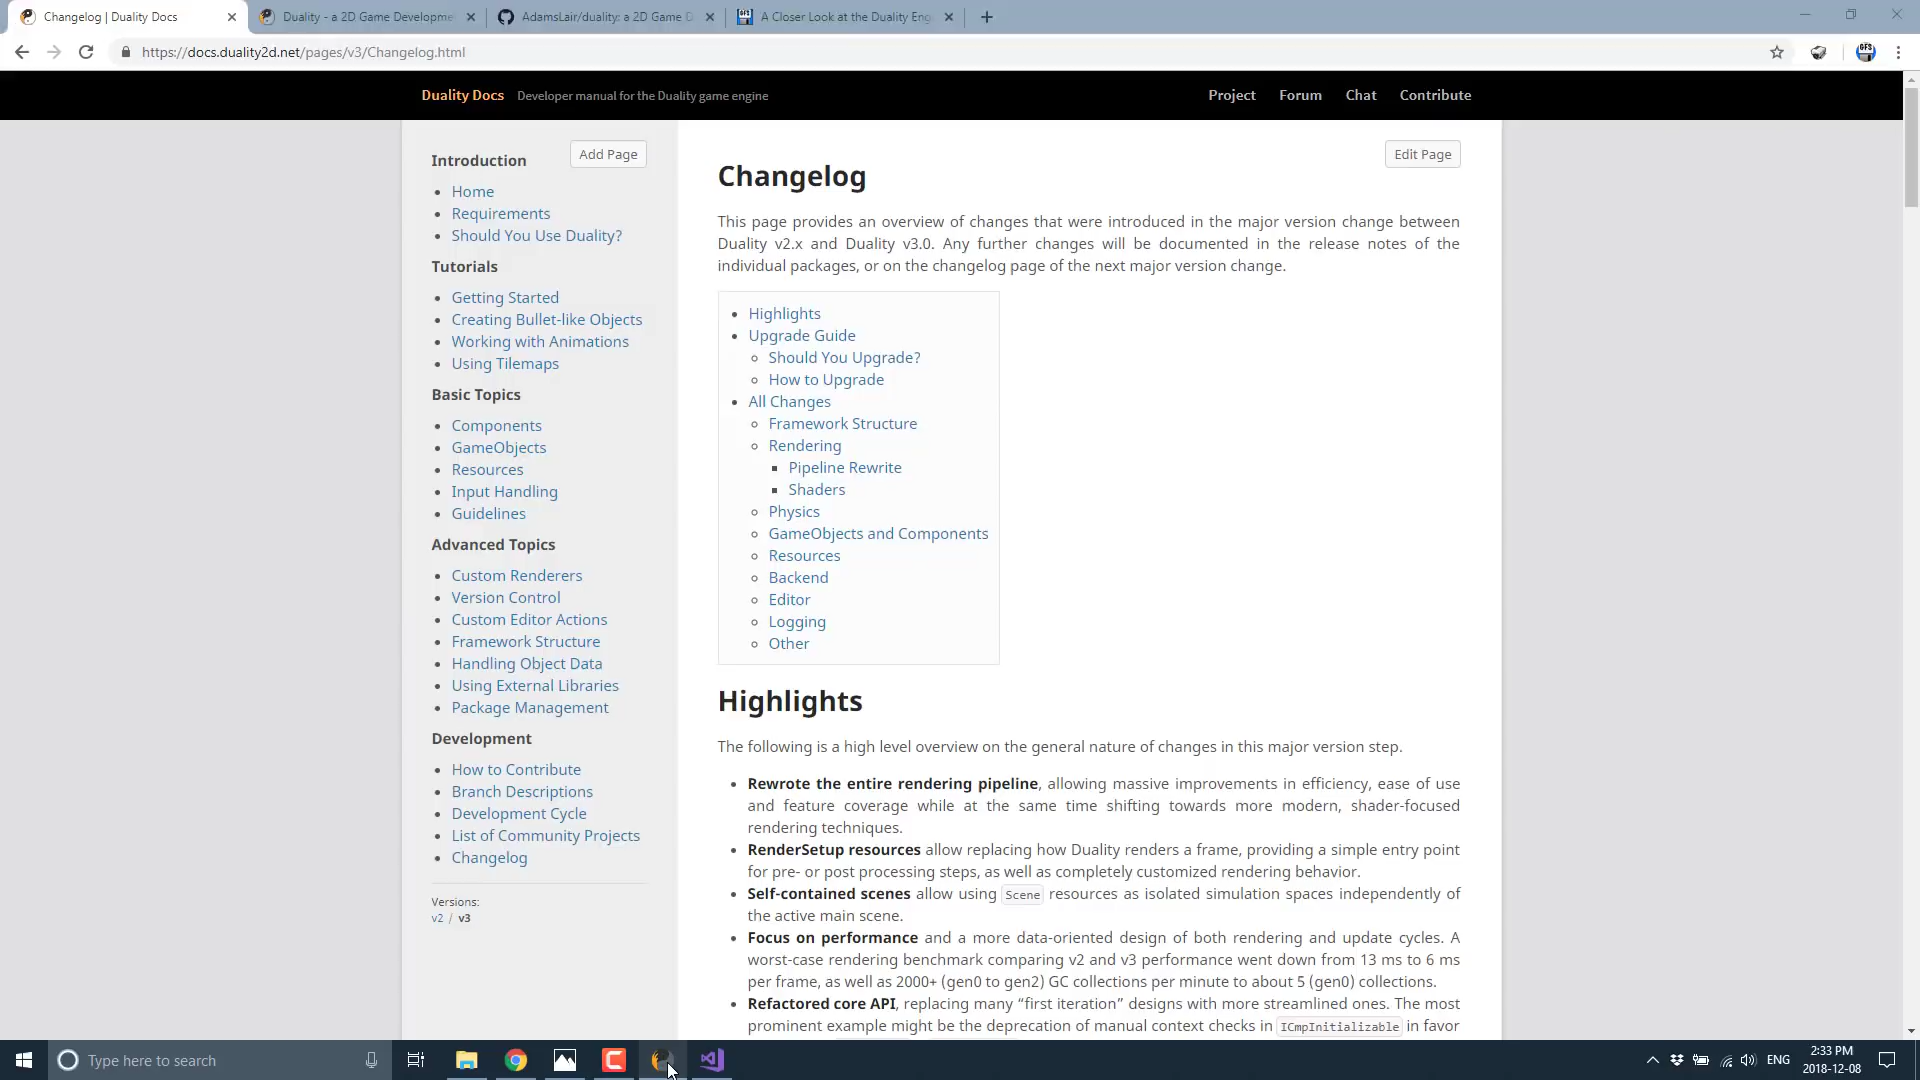 Changelog | Duality Docs
Duality - a 2D Game Developme
AdamsLair/duality: a 2D Game D
A Closer Look at the Duality Eng
https://docs.duality2d.net/pages/v3/Changelog.html
Duality Docs
Developer manual for the Duality game engine
Project
Forum
Chat
Contribute
Introduction
Add Page
Home
Requirements
Should You Use Duality?
Tutorials
Getting Started
Creating Bullet-like Objects
Working with Animations
Using Tilemaps
Basic Topics
Components
GameObjects
Resources
Input Handling
Guidelines
Advanced Topics
Custom Renderers
Version Control
Custom Editor Actions
Framework Structure
Handling Object Data
Using External Libraries
Package Management
Development
How to Contribute
Branch Descriptions
Development Cycle
List of Community Projects
Changelog
Versions:
v2 / v3
Edit Page
Changelog
This page provides an overview of changes that were introduced in the major version change between
Duality v2.x and Duality v3.0. Any further changes will be documented in the release notes of the
individual packages, or on the changelog page of the next major version change.
Highlights
Upgrade Guide
Should You Upgrade?
How to Upgrade
All Changes
Framework Structure
Rendering
Pipeline Rewrite
Shaders
Physics
GameObjects and Components
Resources
Backend
Editor
Logging
Other
Highlights
The following is a high level overview on the general nature of changes in this major version step.
Rewrote the entire rendering pipeline, allowing massive improvements in efficiency, ease of use
and feature coverage while at the same time shifting towards more modern, shader-focused
rendering techniques.
RenderSetup resources allow replacing how Duality renders a frame, providing a simple entry point
for pre- or post processing steps, as well as completely customized rendering behavior.
Self-contained scenes allow using Scene resources as isolated simulation spaces independently of
the active main scene.
Focus on performance and a more data-oriented design of both rendering and update cycles. A
worst-case rendering benchmark comparing v2 and v3 performance went down from 13 ms to 6 ms
per frame, as well as 2000+ (gen0 to gen2) GC collections per minute to about 5 (gen0) collections.
Refactored core API, replacing many “first iteration” designs with more streamlined ones. The most
prominent example might be the deprecation of manual context checks in ICmpInitializable in favor
Type here to search
ENG
2:33 PM
2018-12-08